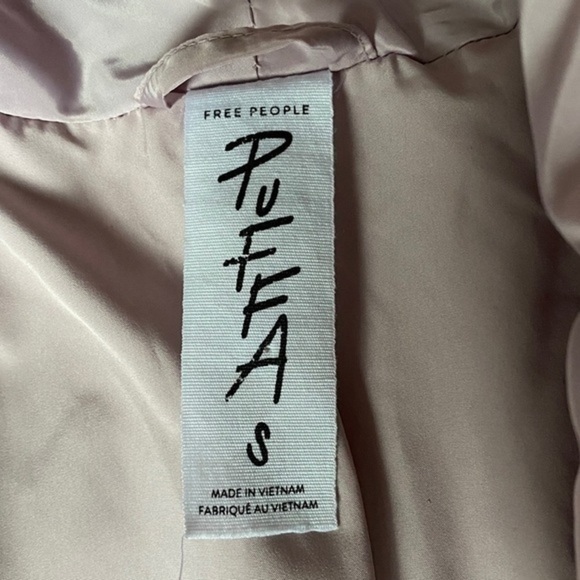 FREE PEOPLE
PUFFA
S
MADE IN VIETNAM
FABRIQUÉ AU VIETNAM